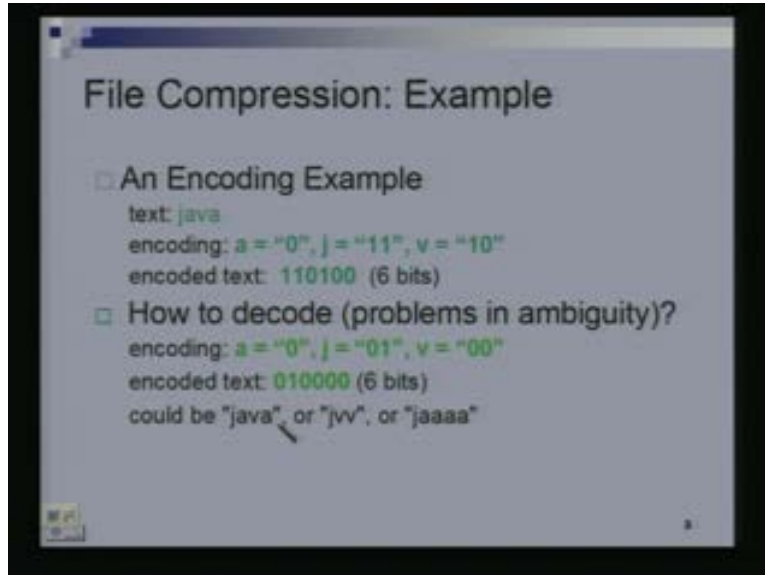 File Compression: Example
An Encoding Example
text: java
encoding: a = "0", j = "11", v = "10"
encoded text: 110100 (6 bits)
How to decode (problems in ambiguity)?
encoding: a = "0", j = "01", v = "00"
encoded text: 010000 (6 bits)
could be "java", or "jvv", or "jaaaa"